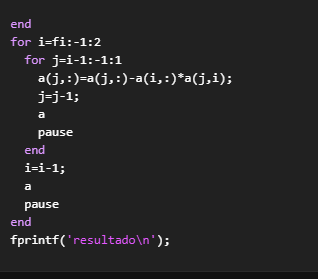 end
for i=fi:-1:2
for j=i-1:-1:1
a(j,:)=a(j,:)-a(i,:)*a(j,i);
j=j-1;
a
pause
end
i=i-1;
a
pause
end
fprintf('resultado\n');